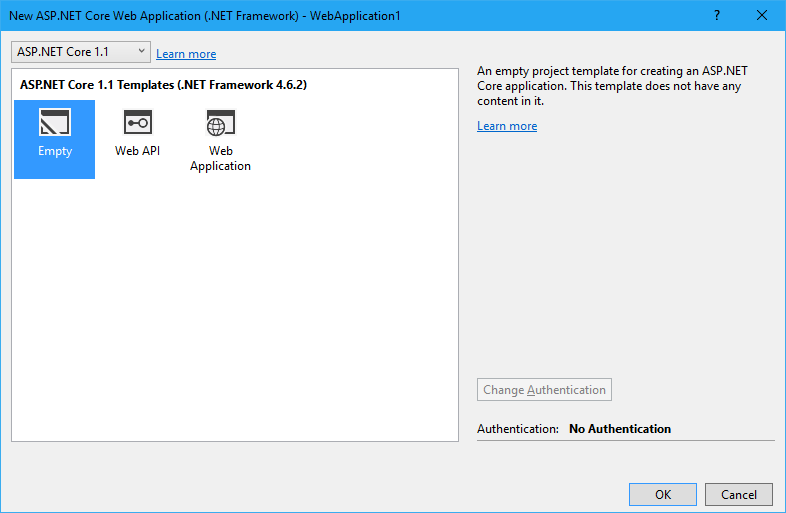 New ASP.NET Core Web Application (.NET Framework) - WebApplication1
?
ASP.NET Core 1.1
Learn more
ASP.NET Core 1.1 Templates (.NET Framework 4.6.2)
Empty
Web API
Web
Application
An empty project template for creating an ASP.NET
Core application. This template does not have any
content in it.
Learn more
Change Authentication
Authentication: No Authentication
OK
Cancel